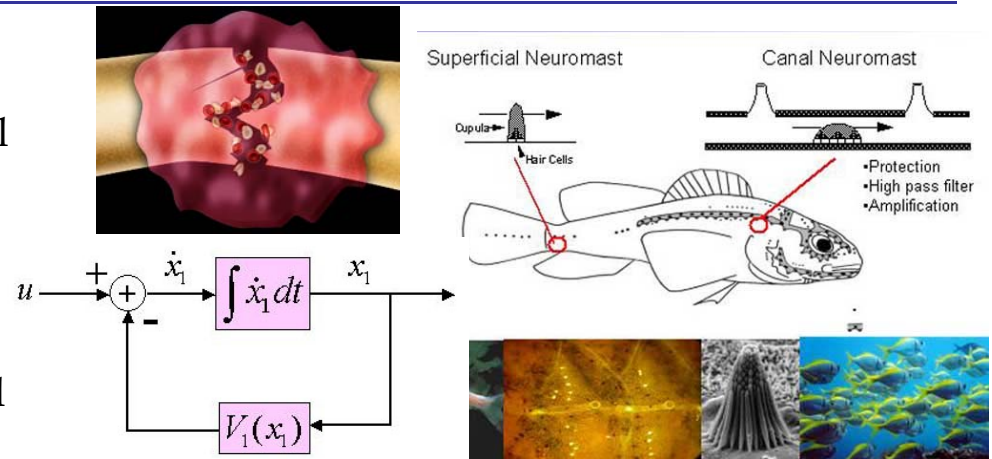 Superficial Neuromast
Canal Neuromast
Cupula
Hair Cells
▪Protection
▪High pass filter
▪Amplification
l
u
+
+
-
ẋ₁
∫ẋ₁dt
x₁
V₁(x₁)
l